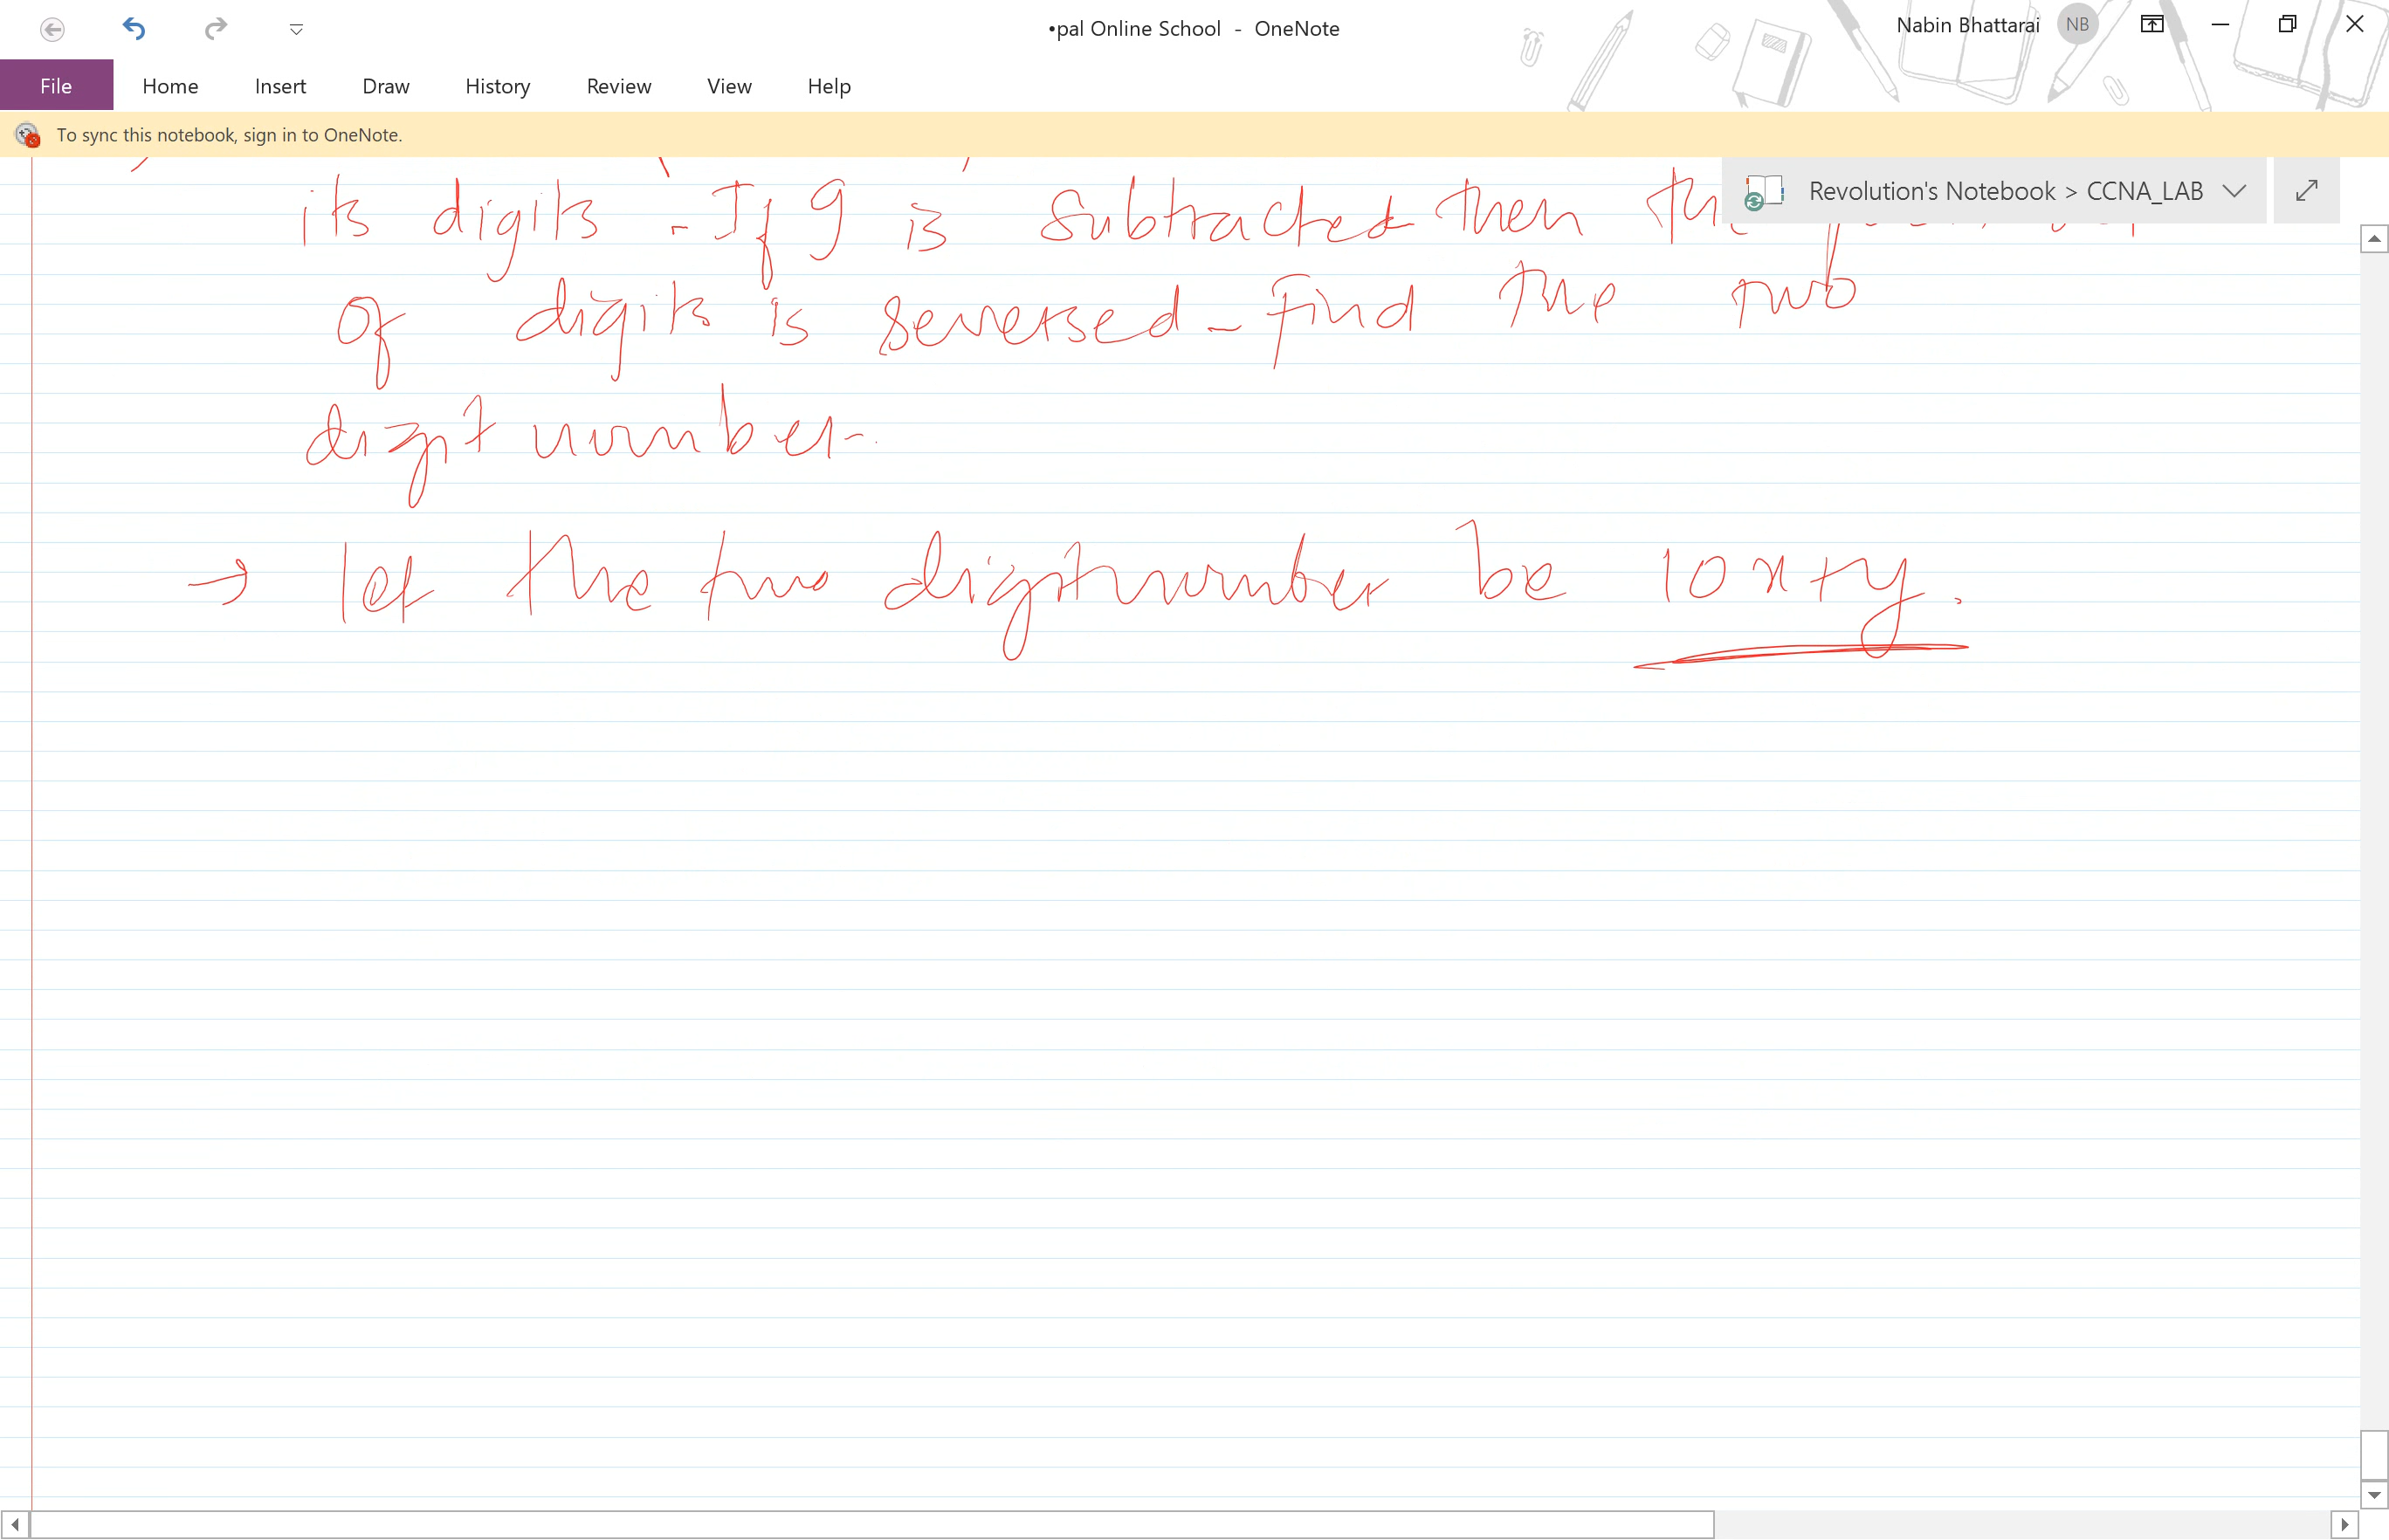 •pal Online School - OneNote
Nabin Bhattarai NB
File Home Insert Draw History Review View Help
To sync this notebook, sign in to OneNote.
Revolution's Notebook > CCNA_LAB
its digits. If 9 is subtracted then the
of digits is reversed. Find the two
digit number.
→ let the two digit number be 10x+y.